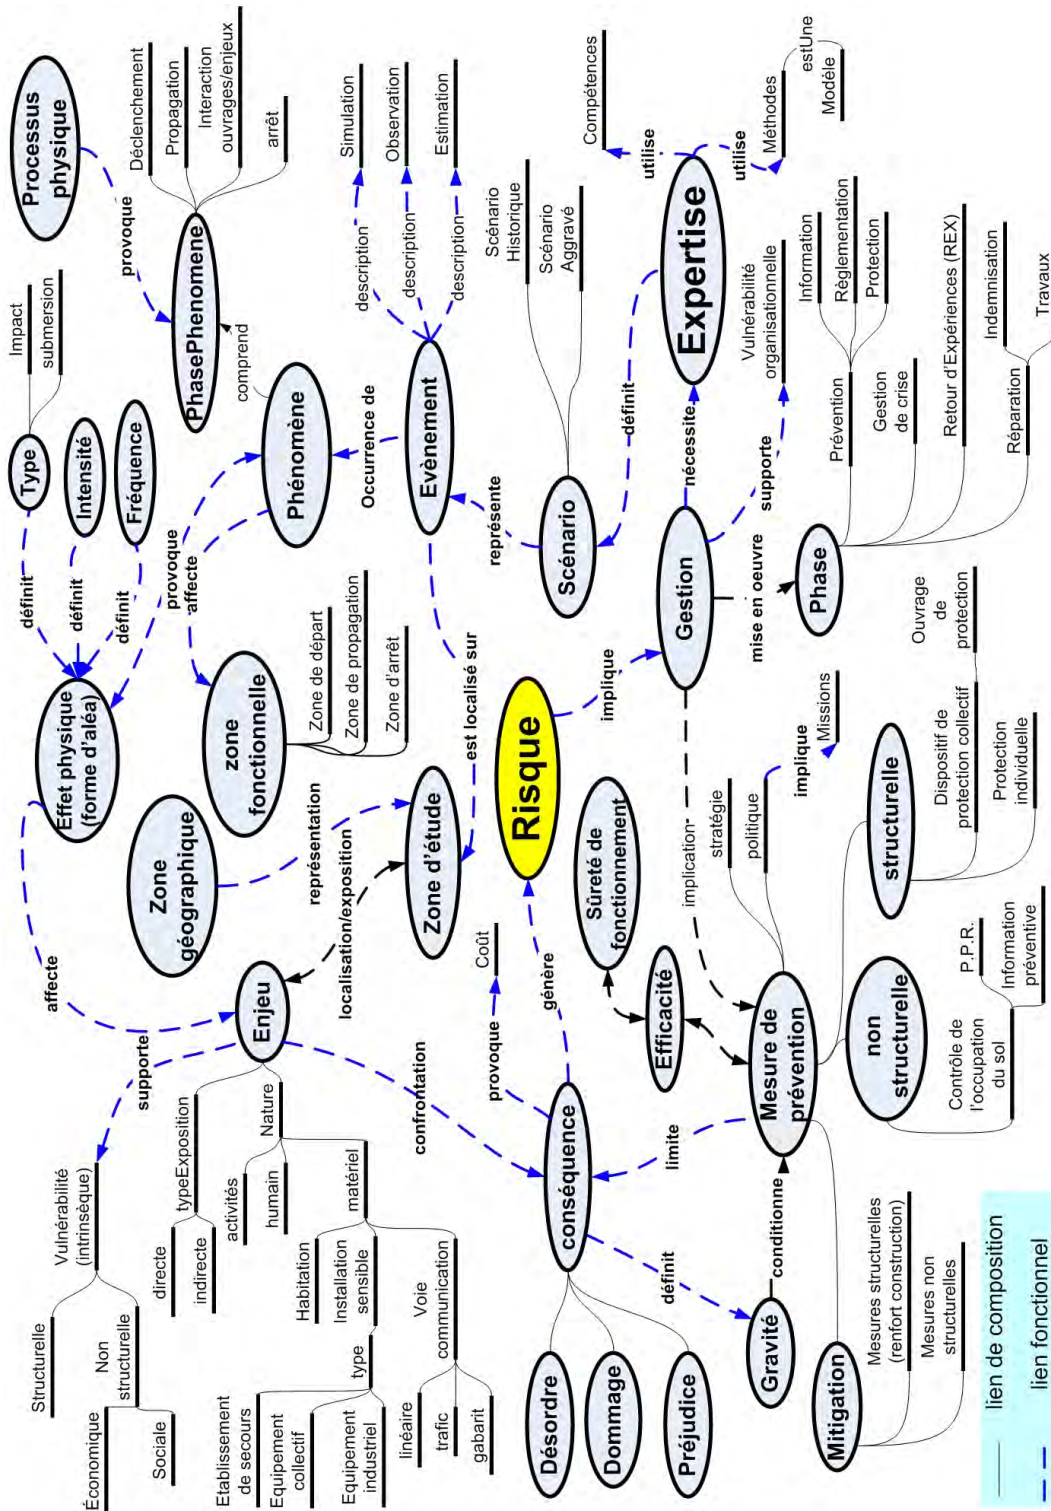 Processus
physique
provoque
Déclenchement
Propagation
Interaction
ouvrages/enjeux
arrêt
PhasePhenomene
comprend
Impact
submersion
Type
Intensité
Fréquence
définit
définit
définit
Effet physique
(forme d'aléa)
provoque
affecte
Phénomène
Occurrence de
Evènement
description
description
description
Simulation
Observation
Estimation
zone
fonctionnelle
Zone de départ
Zone de propagation
Zone d'arrêt
Zone
géographique
représentation
Zone d'étude
est localisé sur
localisation/exposition
affecte
Enjeu
supporte
Vulnérabilité
(intrinsèque)
Structurelle
Non
structurelle
Économique
Sociale
typeExposition
directe
indirecte
Nature
activités
humain
matériel
Habitation
Installation
sensible
type
Etablissement
de secours
Equipement
collectif
Equipement
industriel
Voie
communication
linéaire
trafic
gabarit
confrontation
conséquence
Désordre
Dommage
Préjudice
provoque
Coût
génère
Risque
implique
Gestion
nécessite
Expertise
utilise
Compétences
utilise
Méthodes
estUne
Modèle
définit
Scénario
représente
Scénario
Historique
Scénario
Aggravé
supporte
Vulnérabilité
organisationnelle
mise en oeuvre
Phase
Prévention
Information
Règlementation
Protection
Gestion
de crise
Retour d'Expériences (REX)
Réparation
Indemnisation
Travaux
implication
Sûreté de
fonctionnement
Efficacité
Mesure de
prévention
limite
stratégie
politique
implique
Missions
structurelle
Dispositif de
protection collectif
Ouvrage
de
protection
Protection
individuelle
non
structurelle
Contrôle de
l'occupation
du sol
P.P.R.
Information
préventive
définit
Gravité
conditionne
Mitigation
Mesures structurelles
(renfort construction)
Mesures non
structurelles
lien de composition
lien fonctionnel